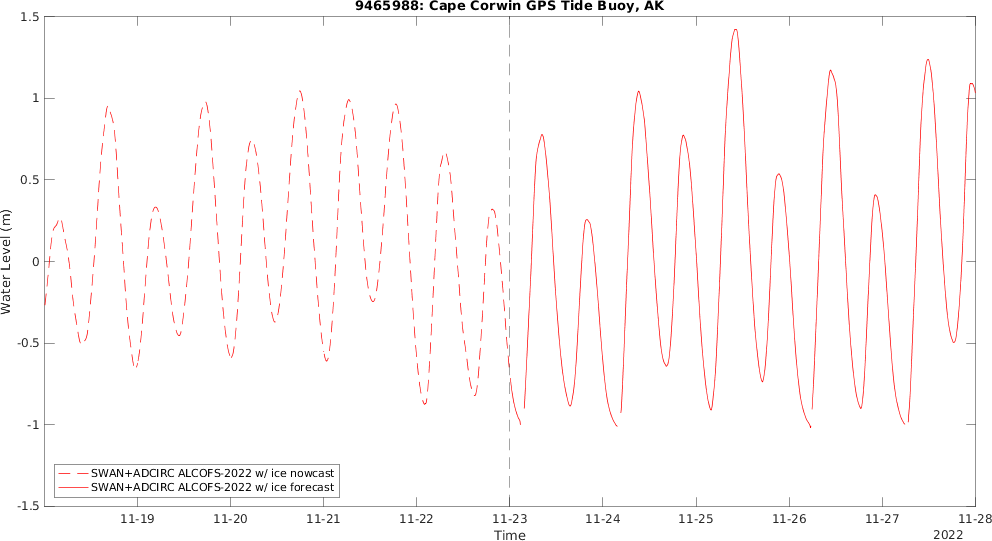 9465988: Cape Corwin GPS Tide Buoy, AK
1.5
1
0.5
0
-0.5
-1
-1.5
Water Level (m)
SWAN+ADCIRC ALCOFS-2022 w/ ice nowcast
SWAN+ADCIRC ALCOFS-2022 w/ ice forecast
11-19 11-20 11-21 11-22 11-23 11-24 11-25 11-26 11-27 11-28
Time
2022